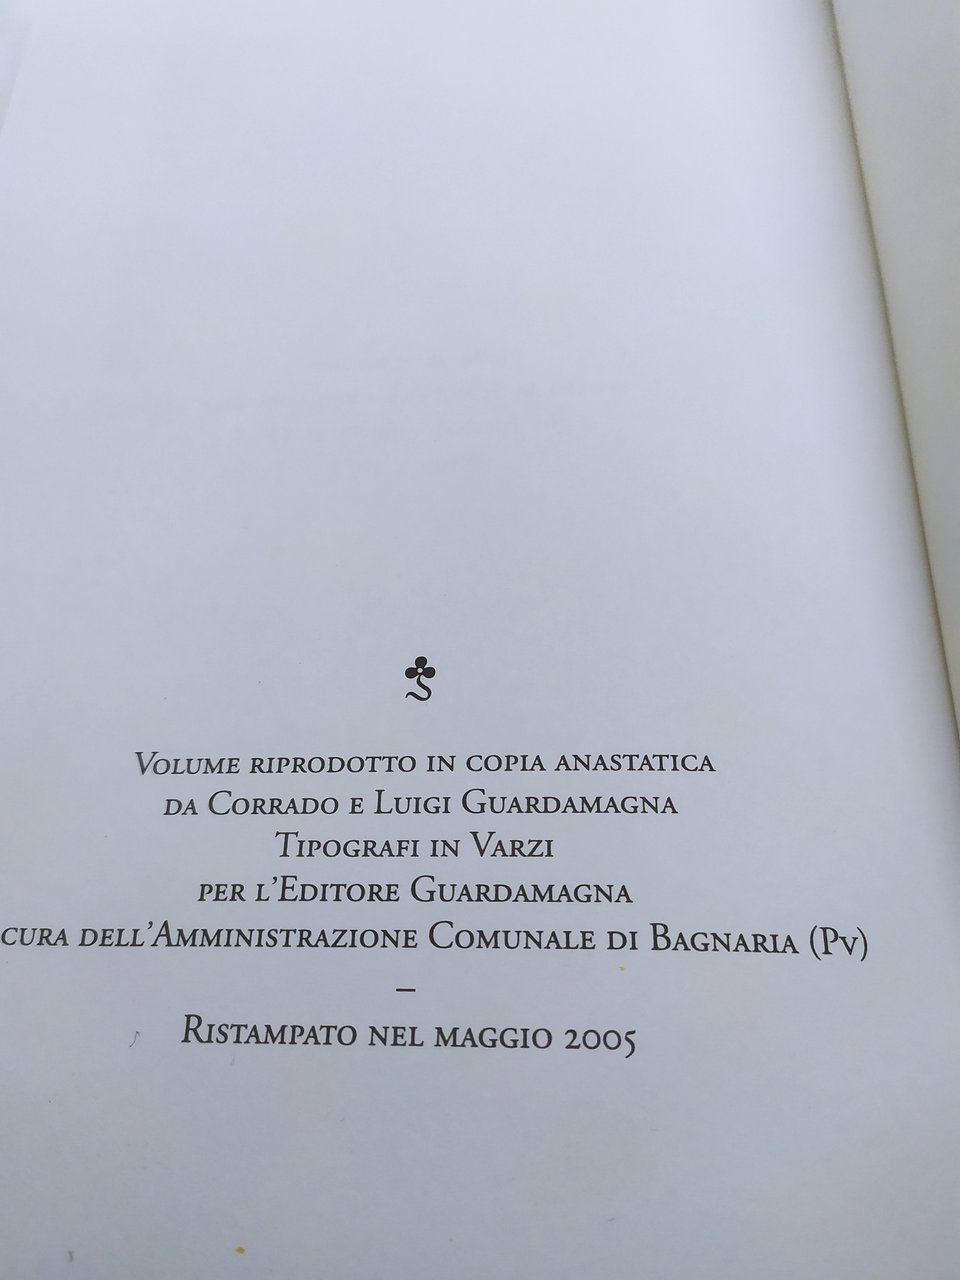 Volume riprodotto in copia anastatica
da Corrado e Luigi Guardamagna
Tipografi in Varzi
per l'Editore Guardamagna
cura dell'Amministrazione Comunale di Bagnaria (Pv)
–
Ristampato nel maggio 2005